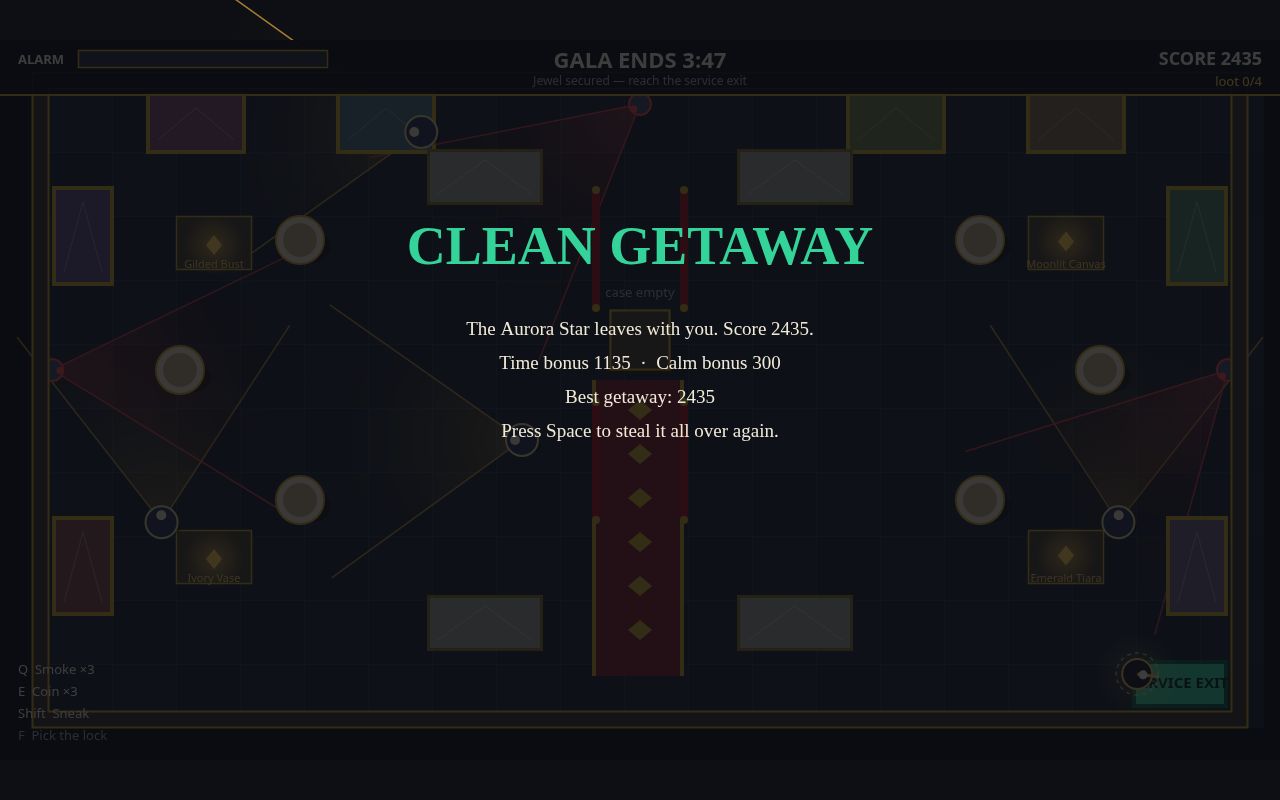 ALARM
GALA ENDS 3:47
Jewel secured — reach the service exit
SCORE 2435
loot 0/4
Gilded Bust
Moonlit Canvas
CLEAN GETAWAY
case empty
The Aurora Star leaves with you. Score 2435.
Time bonus 1135 · Calm bonus 300
Best getaway: 2435
Press Space to steal it all over again.
Ivory Vase
Emerald Tiara
Q Smoke ×3
E Coin ×3
Shift Sneak
F Pick the lock
RVICE EXIT